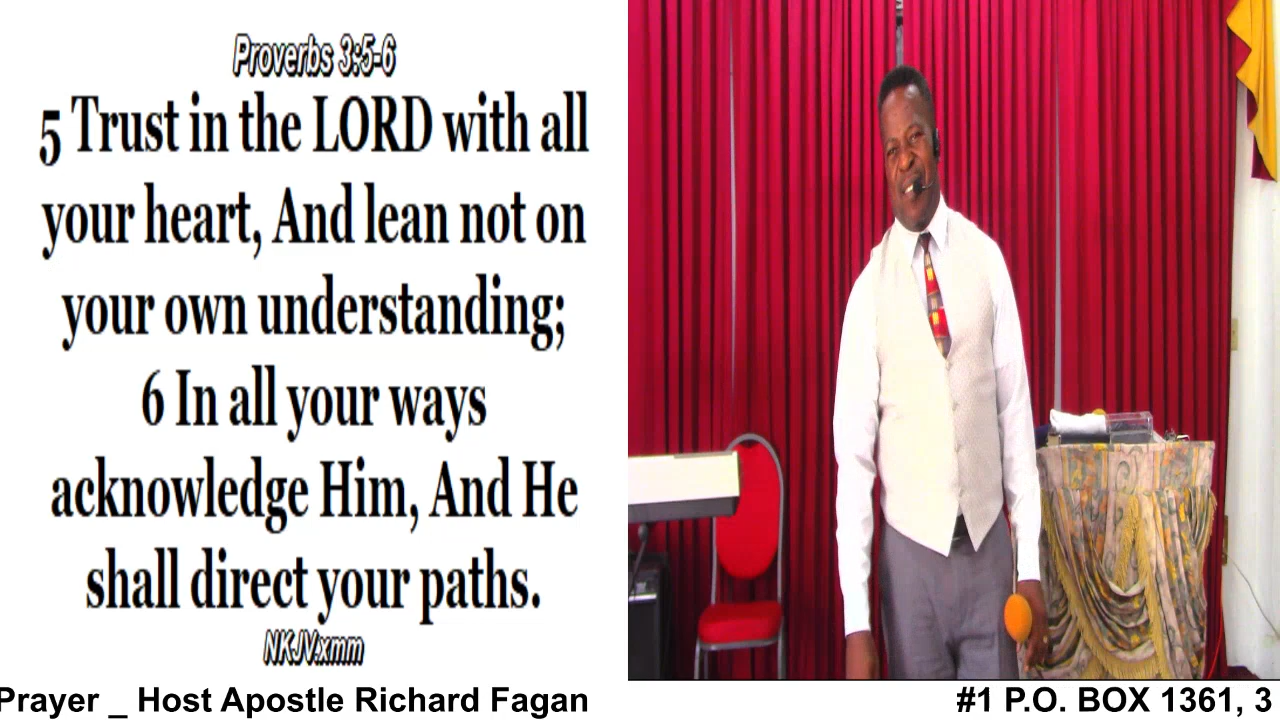 Proverbs 3:5-6
5 Trust in the LORD with all
your heart, And lean not on
your own understanding;
6 In all your ways
acknowledge Him, And He
shall direct your paths.
NKJV.xmm
Prayer _ Host Apostle Richard Fagan
#1 P.O. BOX 1361, 3